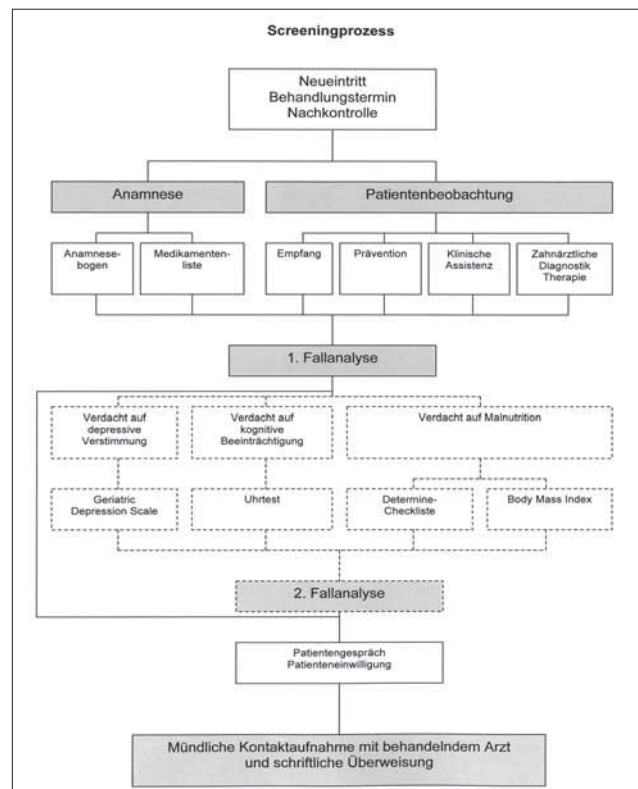 Screeningprozess
Neueintritt
Behandlungstermin
Nachkontrolle
Anamnese
Patientenbeobachtung
Anamnese-
bogen
Medikamenten-
liste
Empfang
Prävention
Klinische
Assistenz
Zahnärztliche
Diagnostik
Therapie
1. Fallanalyse
Verdacht auf
depressive
Verstimmung
Verdacht auf
kognitive
Beeinträchtigung
Verdacht auf Malnutrition
Geriatric
Depression Scale
Uhrtest
Determine-
Checkliste
Body Mass Index
2. Fallanalyse
Patientengespräch
Patienteneinwilligung
Mündliche Kontaktaufnahme mit behandelndem Arzt
und schriftliche Überweisung